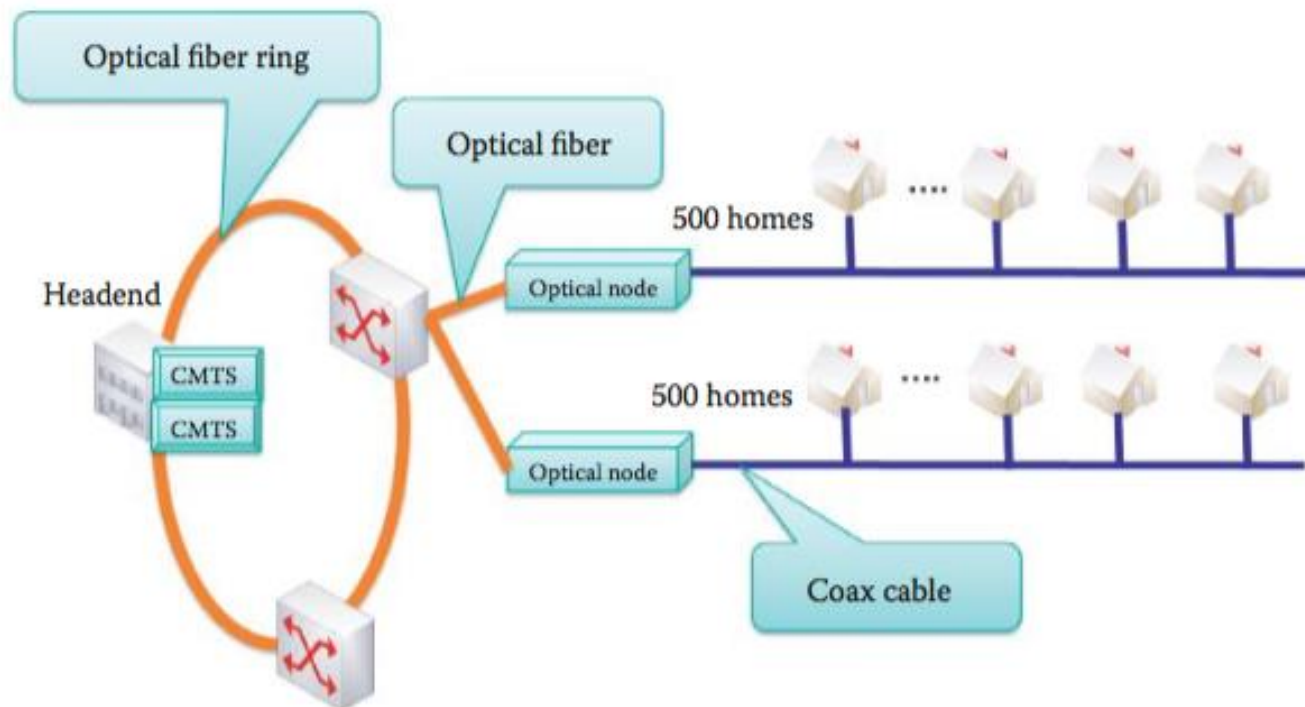 Optical fiber ring
Optical fiber
500 homes
....
Optical node
Headend
CMTS
CMTS
500 homes
....
Optical node
Coax cable